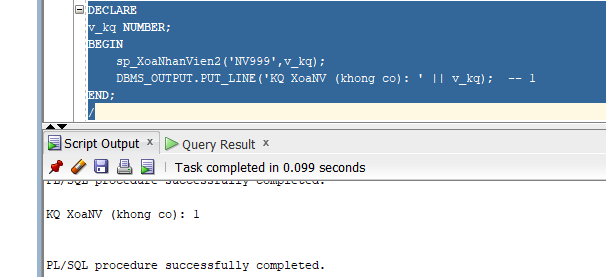 DECLARE
v_kq NUMBER;
BEGIN
sp_XoaNhanVien2('NV999',v_kq);
DBMS_OUTPUT.PUT_LINE('KQ XoaNV (khong co): ' || v_kq);  -- 1
END;
/
Script Output x Query Result x
Task completed in 0.099 seconds
PL/SQL procedure successfully completed.
KQ XoaNV (khong co): 1
PL/SQL procedure successfully completed.